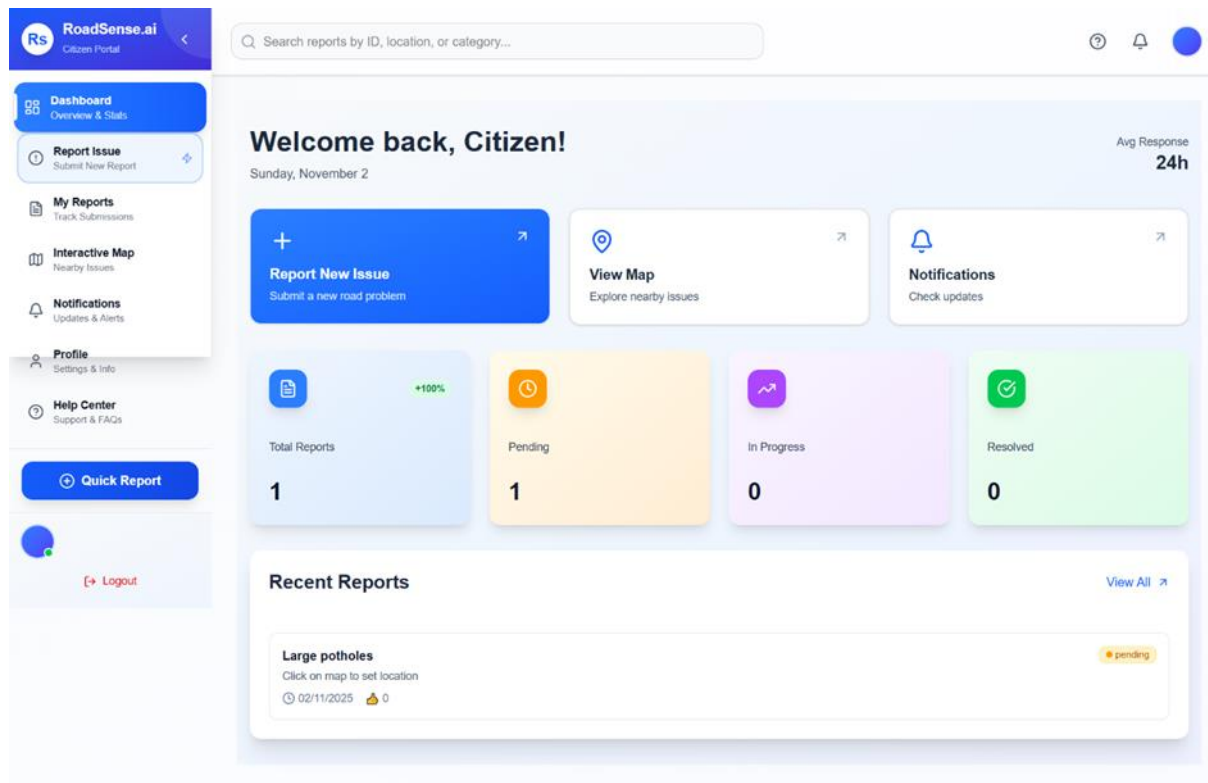 Rs
RoadSense.ai
Citizen Portal
Search reports by ID, location, or category...
Dashboard
Overview & Stats
Report Issue
Submit New Report
My Reports
Track Submissions
Interactive Map
Nearby Issues
Notifications
Updates & Alerts
Profile
Settings & Info
Help Center
Support & FAQs
Quick Report
Logout
Welcome back, Citizen!
Sunday, November 2
Avg Response
24h
Report New Issue
Submit a new road problem
View Map
Explore nearby issues
Notifications
Check updates
+100%
Total Reports
1
Pending
1
In Progress
0
Resolved
0
Recent Reports
View All
Large potholes
pending
Click on map to set location
02/11/2025 👍 0